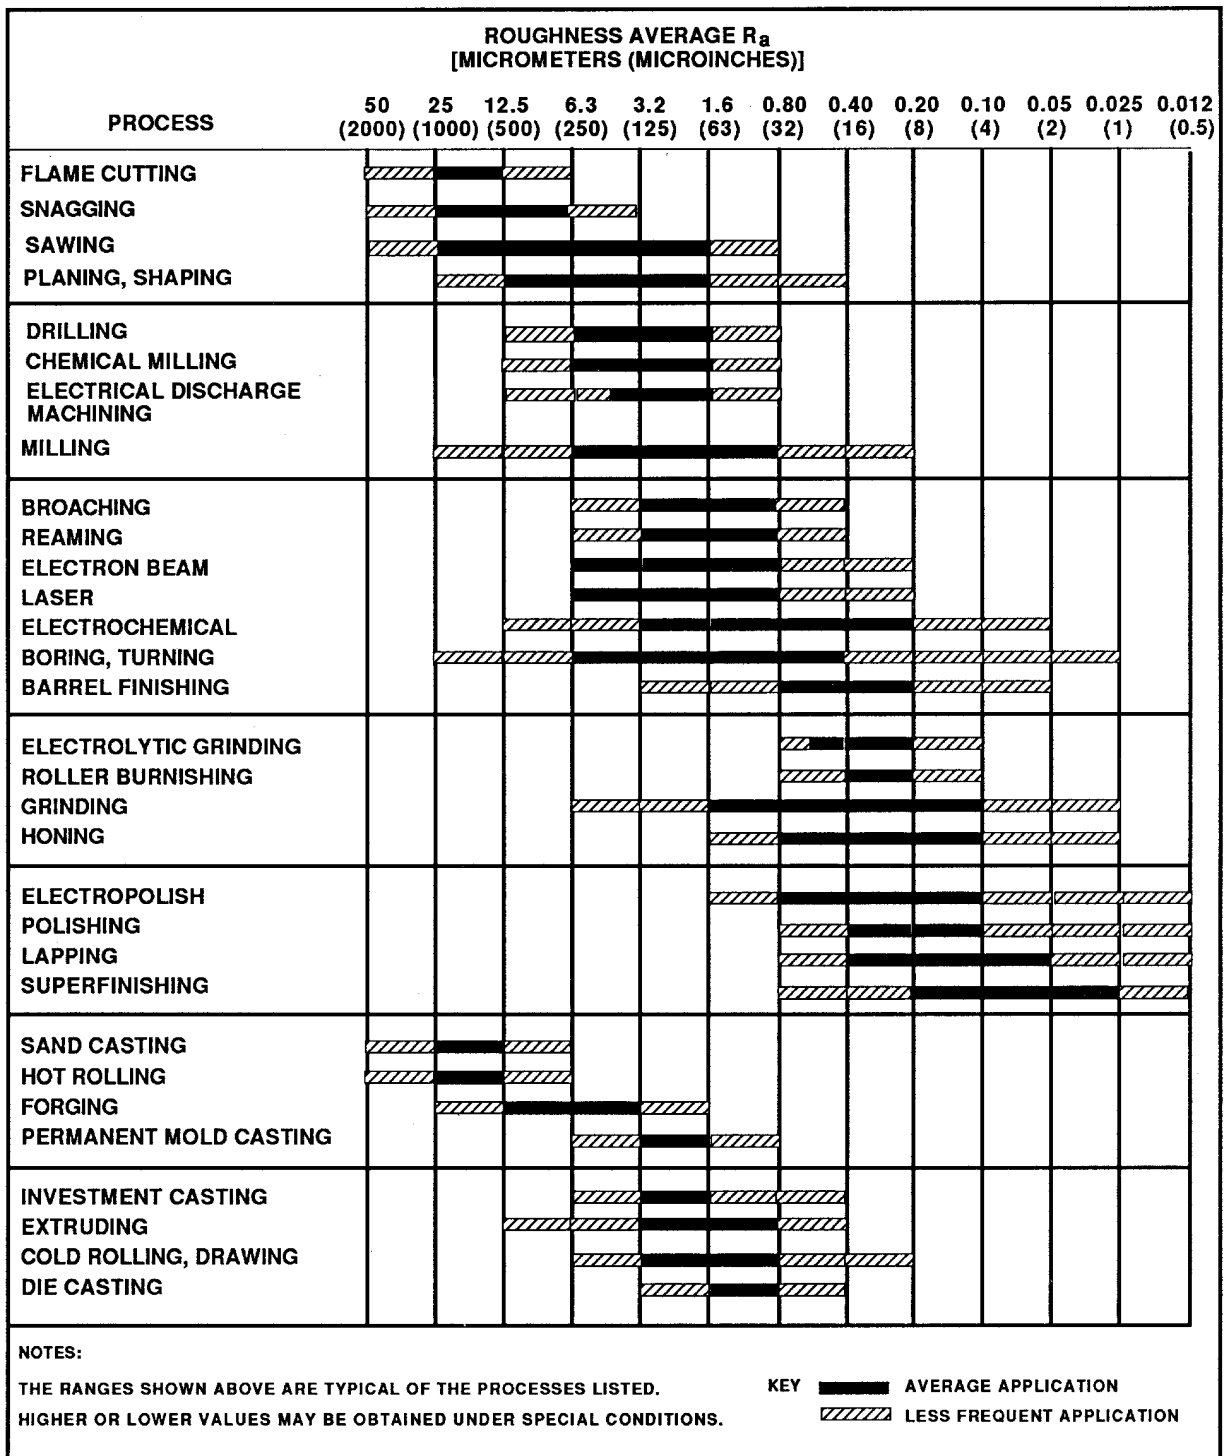 ROUGHNESS AVERAGE Ra
[MICROMETERS (MICROINCHES)]
50 25 12.5 6.3 3.2 1.6 0.80 0.40 0.20 0.10 0.05 0.025 0.012
PROCESS (2000) (1000) (500) (250) (125) (63) (32) (16) (8) (4) (2) (1) (0.5)
FLAME CUTTING
SNAGGING
SAWING
PLANING, SHAPING
DRILLING
CHEMICAL MILLING
ELECTRICAL DISCHARGE
MACHINING
MILLING
BROACHING
REAMING
ELECTRON BEAM
LASER
ELECTROCHEMICAL
BORING, TURNING
BARREL FINISHING
ELECTROLYTIC GRINDING
ROLLER BURNISHING
GRINDING
HONING
ELECTROPOLISH
POLISHING
LAPPING
SUPERFINISHING
SAND CASTING
HOT ROLLING
FORGING
PERMANENT MOLD CASTING
INVESTMENT CASTING
EXTRUDING
COLD ROLLING, DRAWING
DIE CASTING
NOTES:
THE RANGES SHOWN ABOVE ARE TYPICAL OF THE PROCESSES LISTED.
HIGHER OR LOWER VALUES MAY BE OBTAINED UNDER SPECIAL CONDITIONS.
KEY AVERAGE APPLICATION
LESS FREQUENT APPLICATION